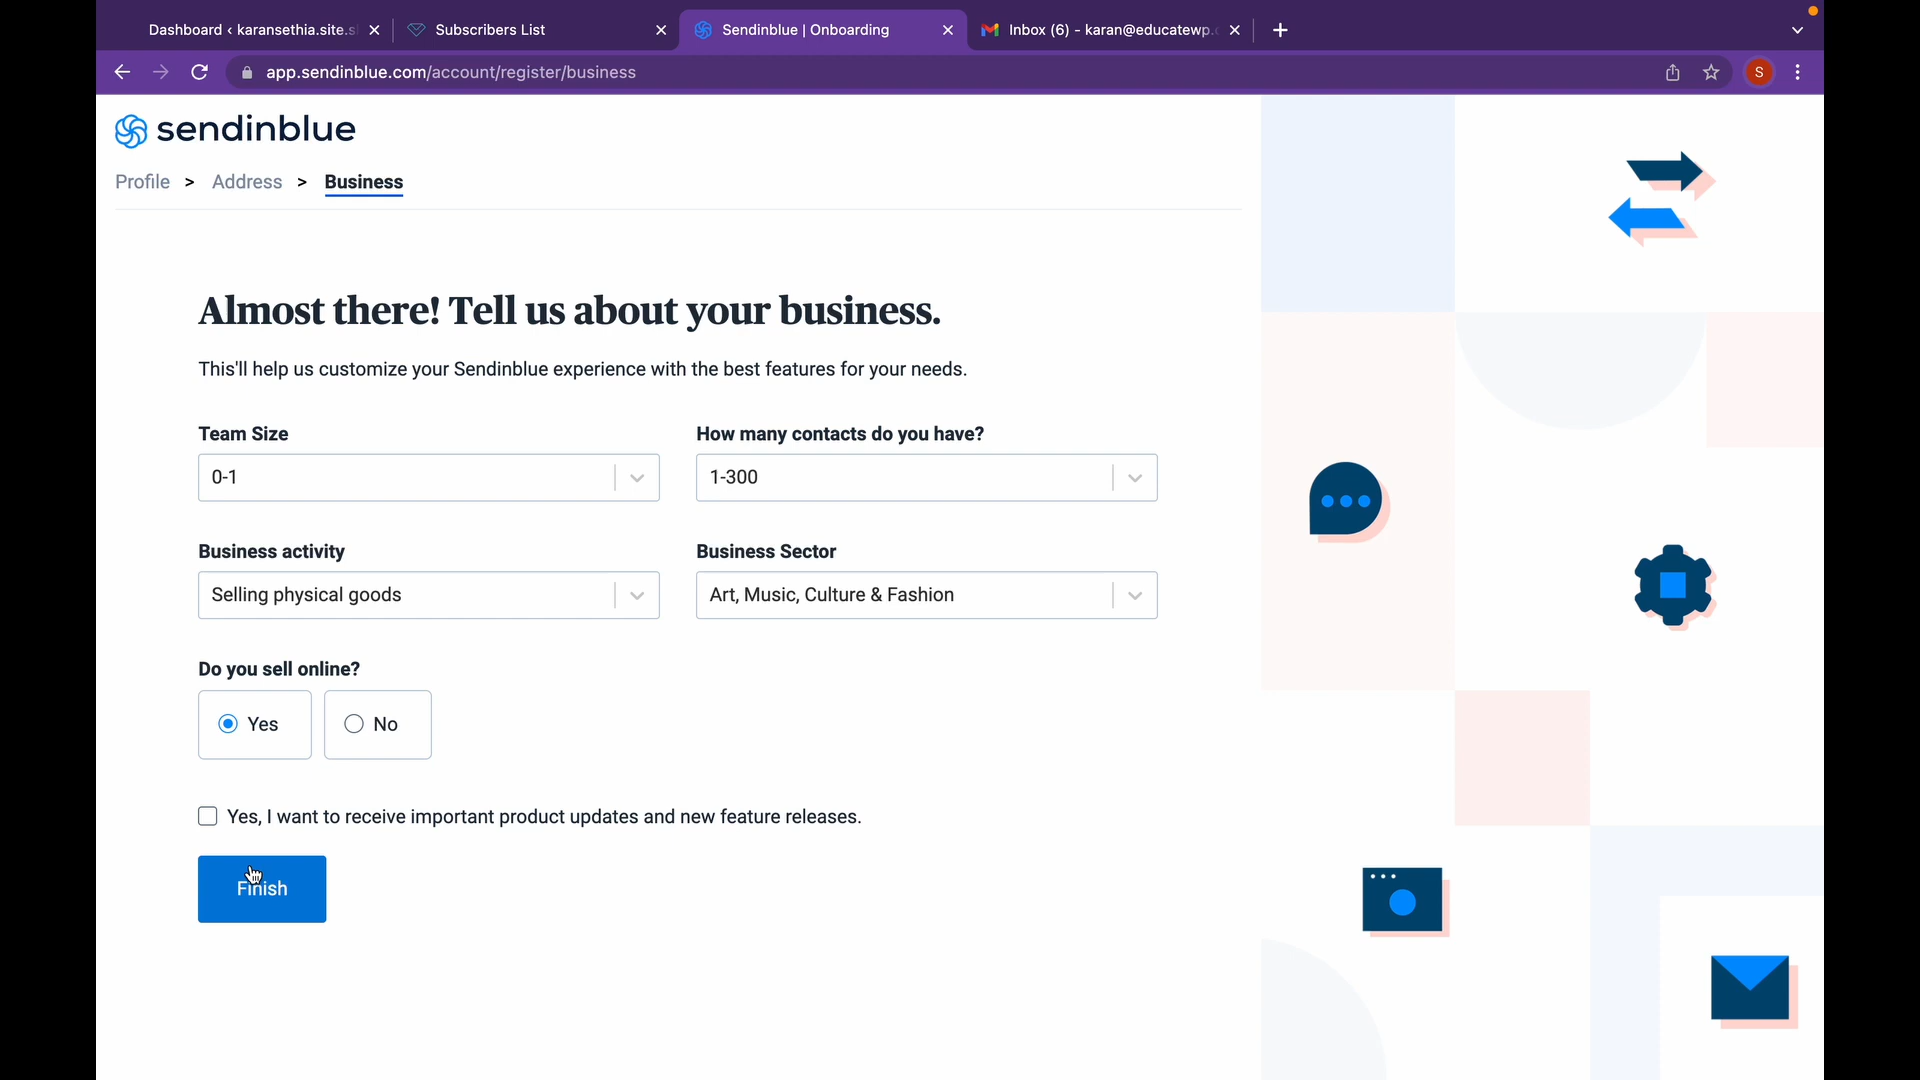 Dashboard ‹ karansethia.site.s
Subscribers List
Sendinblue | Onboarding
Inbox (6) - karan@educatewp.
app.sendinblue.com/account/register/business
S
sendinblue
Profile > Address > Business
Almost there! Tell us about your business.
This'll help us customize your Sendinblue experience with the best features for your needs.
Team Size
How many contacts do you have?
0-1
1-300
Business activity
Business Sector
Selling physical goods
Art, Music, Culture & Fashion
Do you sell online?
Yes
No
Yes, I want to receive important product updates and new feature releases.
Finish